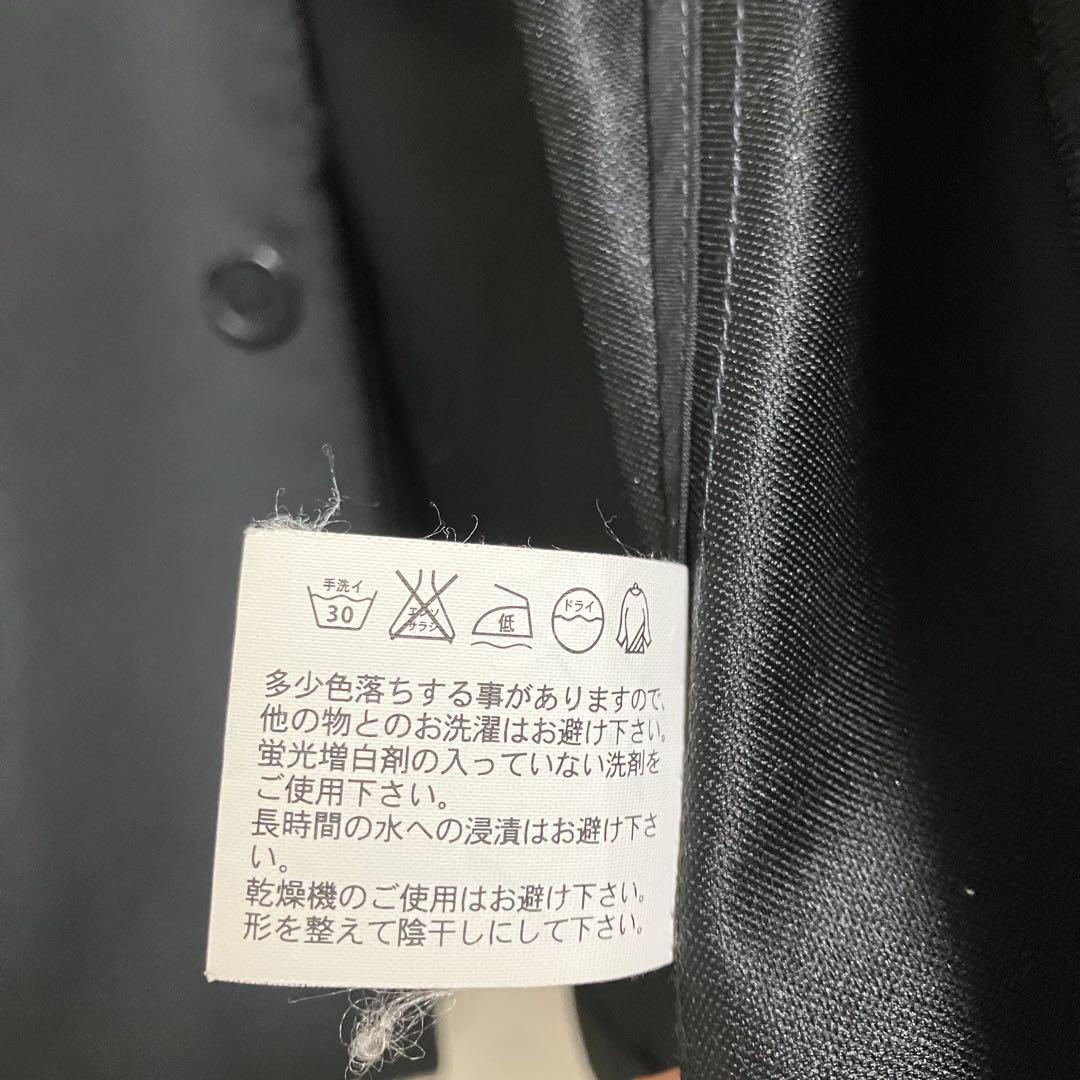 手洗イ
30
エンソ
サラシ
低
ドライ
多少色落ちする事がありますので、
他の物とのお洗濯はお避け下さい。
蛍光増白剤の入っていない洗剤を
ご使用下さい。
長時間の水への浸漬はお避け下さ
い。
乾燥機のご使用はお避け下さい。
形を整えて陰干しにして下さい。